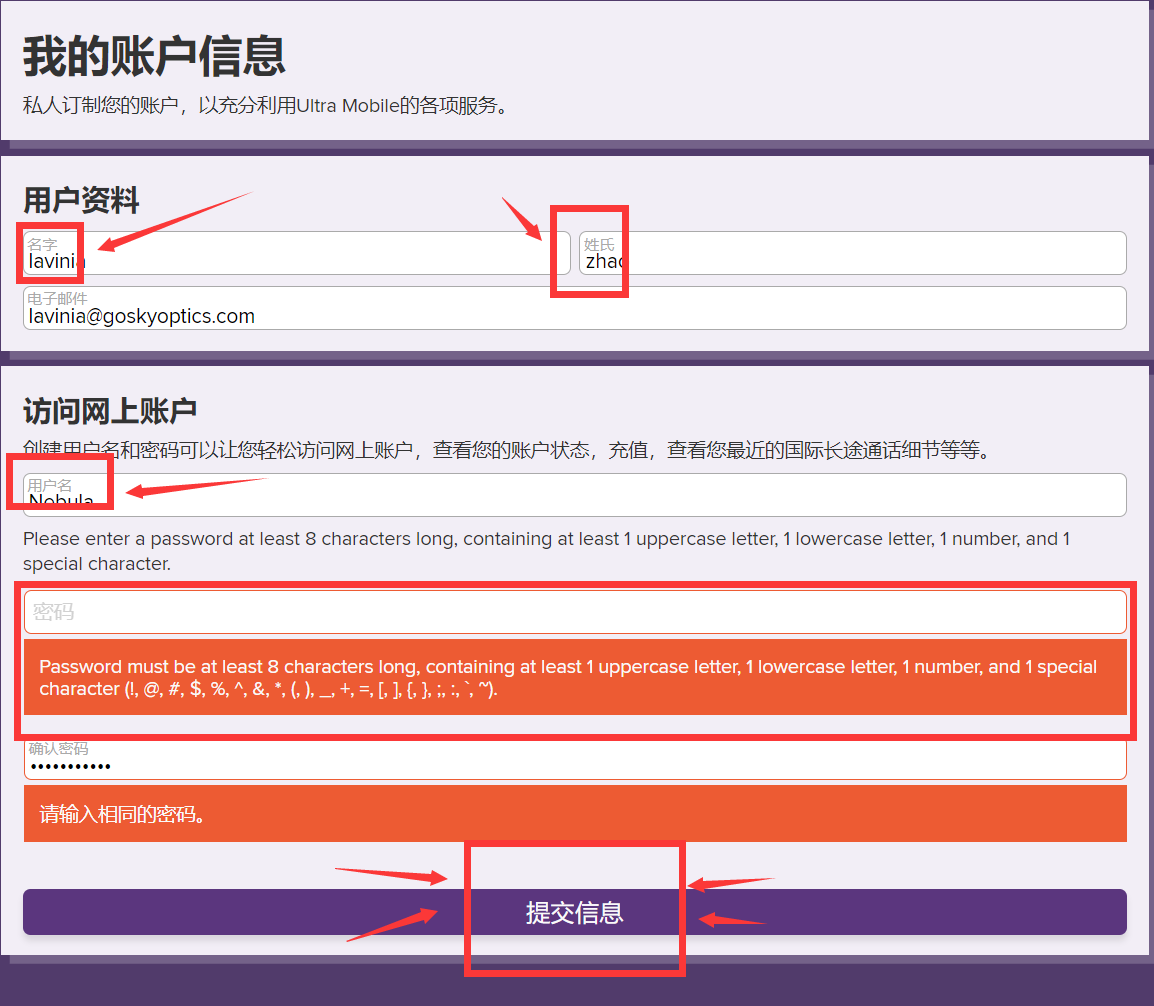 我的账户信息
私人订制您的账户，以充分利用Ultra Mobile的各项服务。
用户资料
名字
lavinia
姓氏
zhao
电子邮件
lavinia@goskyoptics.com
访问网上账户
创建用户名和密码可以让您轻松访问网上账户，查看您的账户状态，充值，查看您最近的国际长途通话细节等等。
用户名
Nebula
Please enter a password at least 8 characters long, containing at least 1 uppercase letter, 1 lowercase letter, 1 number, and 1
special character.
密码
Password must be at least 8 characters long, containing at least 1 uppercase letter, 1 lowercase letter, 1 number, and 1 special
character (!, @, #, $, %, ^, &, *, (, ), _, +, =, [, ], {, }, ;, :, `, ~).
确认密码
•••••••••••
请输入相同的密码。
提交信息